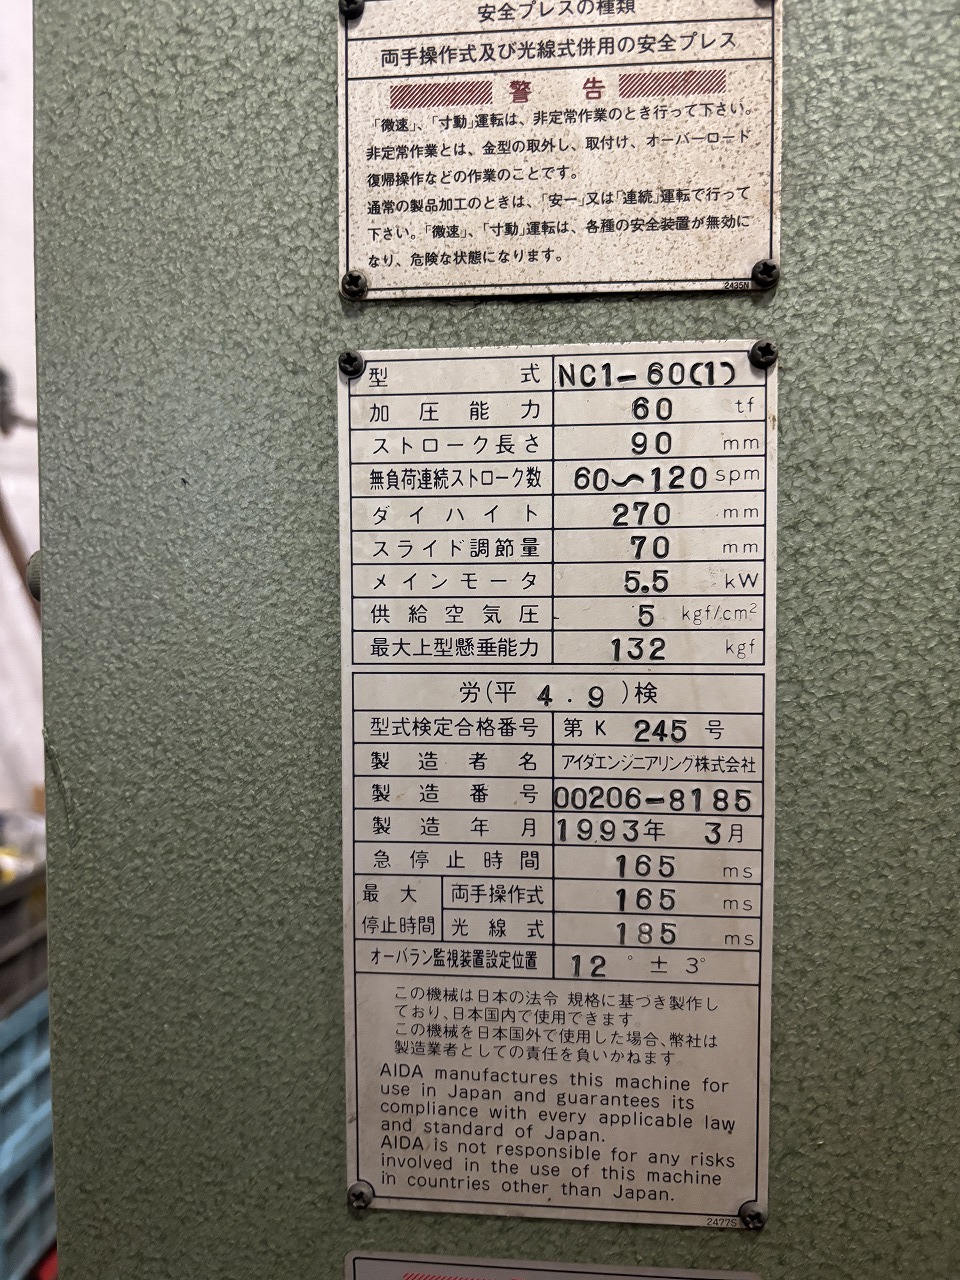 安全プレスの種類
両手操作式及び光線式併用の安全プレス
警 告
「微速」、「寸動」運転は、非定常作業のとき行って下さい。
非定常作業とは、金型の取外し、取付け、オーバーロード
復帰操作などの作業のことです。
通常の製品加工のときは、「安一」又は「連続」運転で行って
下さい。「微速」、「寸動」運転は、各種の安全装置が無効に
なり、危険な状態になります。
2435N
型 式 NC1-60(1)
加圧能力 60 tf
ストローク長さ 90 mm
無負荷連続ストローク数 60〜120 spm
ダイハイト 270 mm
スライド調節量 70 mm
メインモータ 5.5 kW
供給空気圧 5 kgf/cm²
最大上型懸垂能力 132 kgf
労(平 4.9)検
型式検定合格番号 第K 245 号
製造者名 アイダエンジニアリング株式会社
製造番号 00206-8185
製造年月 1993年 3月
急停止時間 165 ms
最大停止時間 両手操作式 165 ms
光線式 185 ms
オーバラン監視装置設定位置 12° ± 3°
この機械は日本の法令 規格に基づき製作し
ており、日本国内で使用できます。
この機械を日本国外で使用した場合、弊社は
製造業者としての責任を負いかねます
AIDA manufactures this machine for
use in Japan and guarantees its
compliance with every applicable law
and standard of Japan.
AIDA is not responsible for any risks
involved in the use of this machine
in countries other than Japan.
2477S